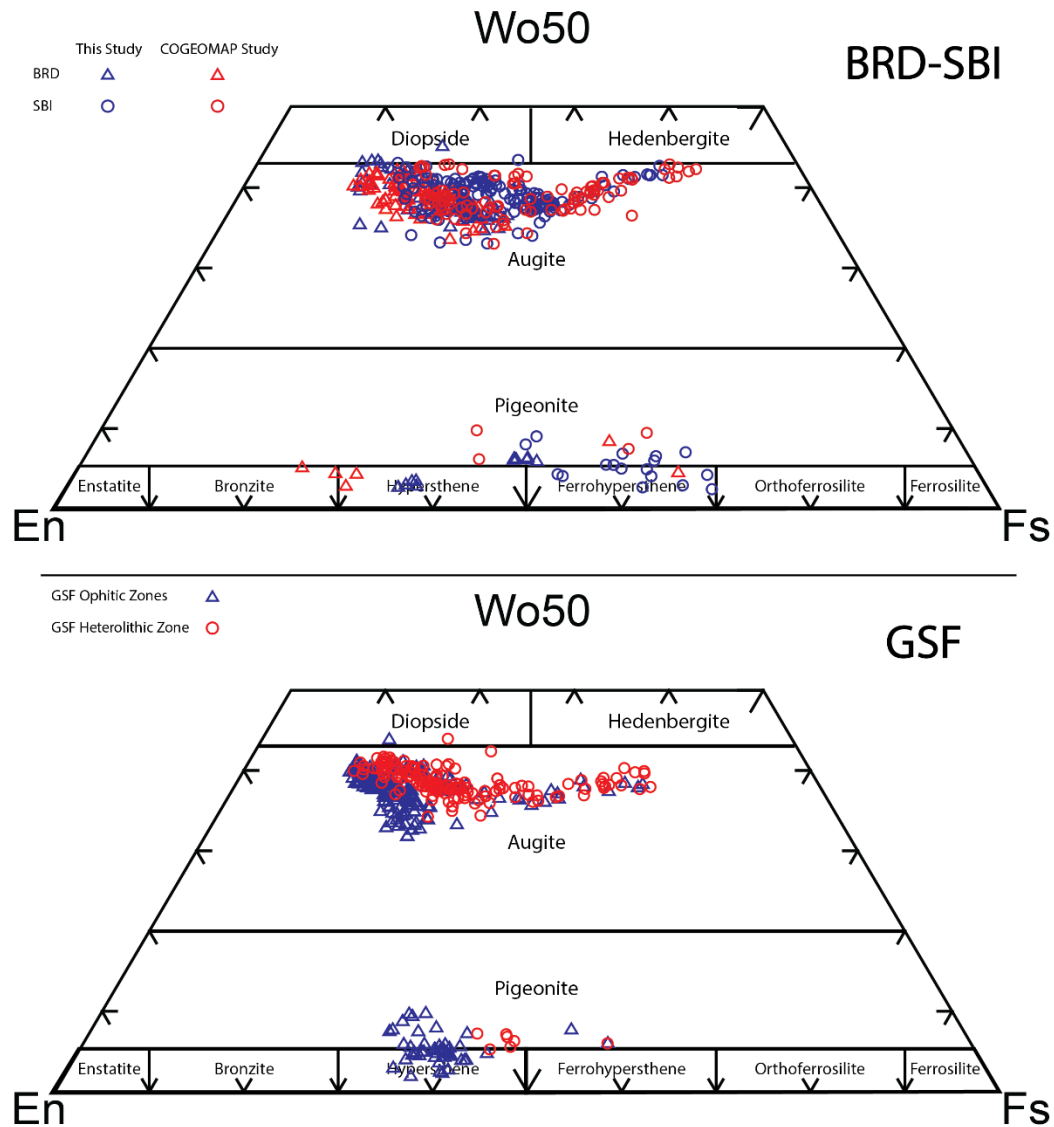 Wo50
BRD-SBI
This Study COGEOMAP Study
BRD
SBI
Diopside Hedenbergite
Augite
Pigeonite
Enstatite Bronzite Hypersthene Ferrohypersthene Orthoferrosilite Ferrosilite
En Fs
GSF Ophitic Zones
GSF Heterolithic Zone
Wo50
GSF
Diopside Hedenbergite
Augite
Pigeonite
Enstatite Bronzite Hypersthene Ferrohypersthene Orthoferrosilite Ferrosilite
En Fs